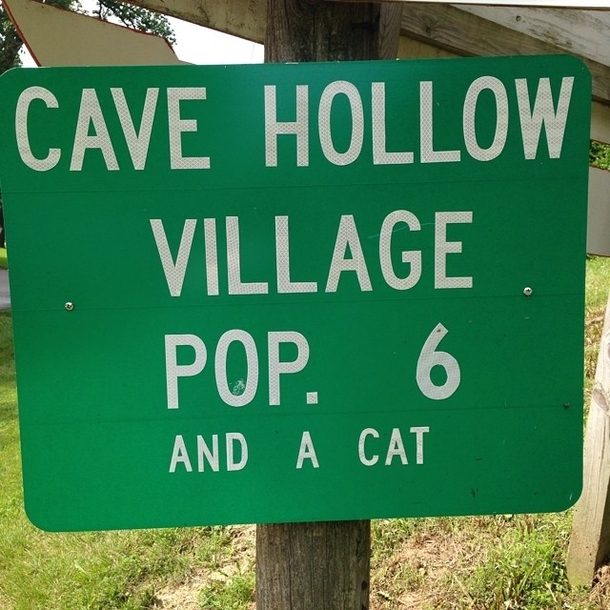 CAVE HOLLOW
VILLAGE
POP. 6
AND A CAT